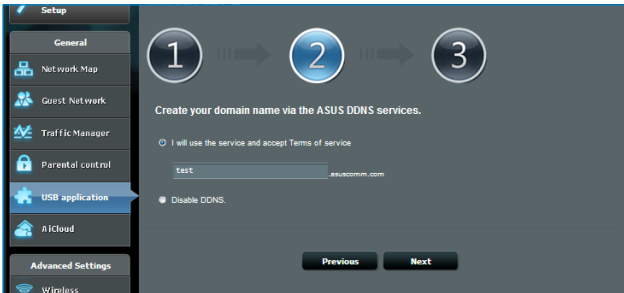 Setup
General
Network Map
Guest Network
Traffic Manager
Parental control
USB application
AiCloud
Advanced Settings
Wireless
1
2
3
Create your domain name via the ASUS DDNS services.
I will use the service and accept Terms of service
test .asuscomm.com
Disable DDNS.
Previous Next